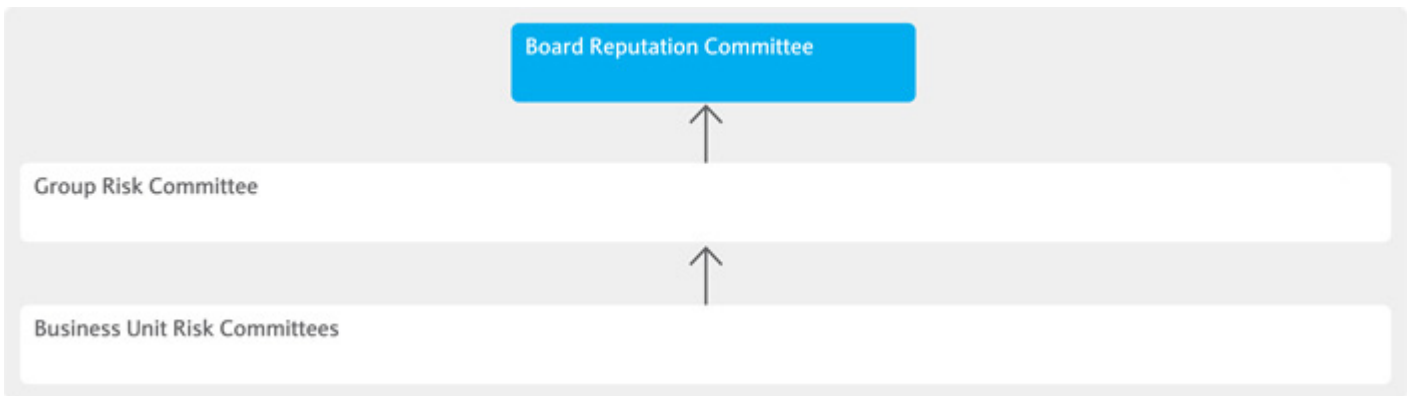 Board Reputation Committee
Group Risk Committee
Business Unit Risk Committees